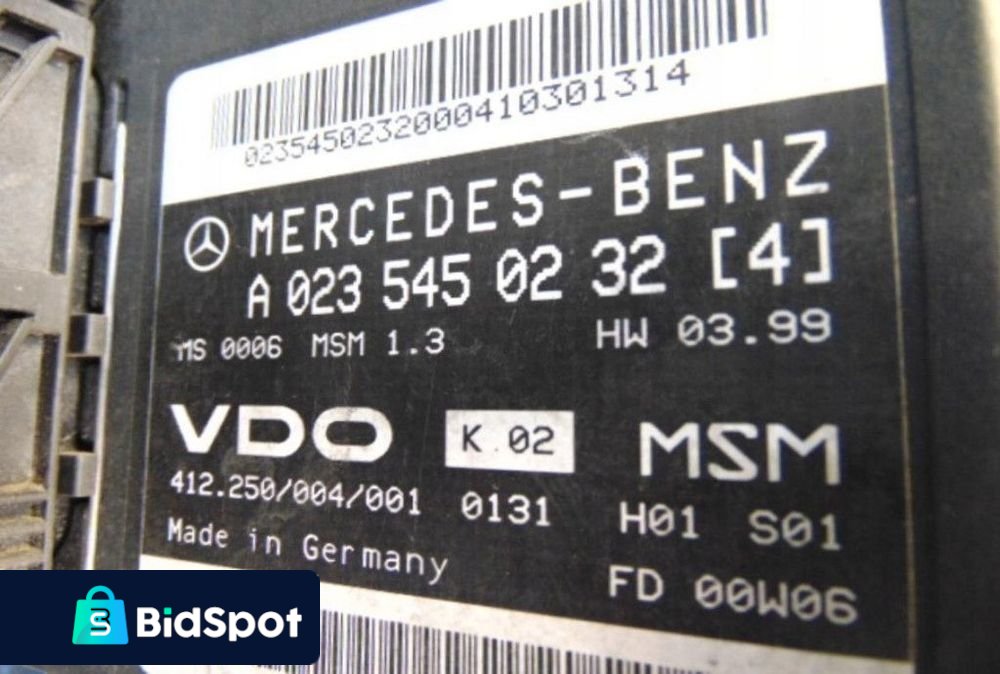 0235450232000410301314
MERCEDES-BENZ
A 023 545 02 32 [4]
MS 0006 MSM 1.3 HW 03.99
VDO K.02 MSM
412.250/004/001 0131 H01 S01
Made in Germany FD 00W06
BidSpot